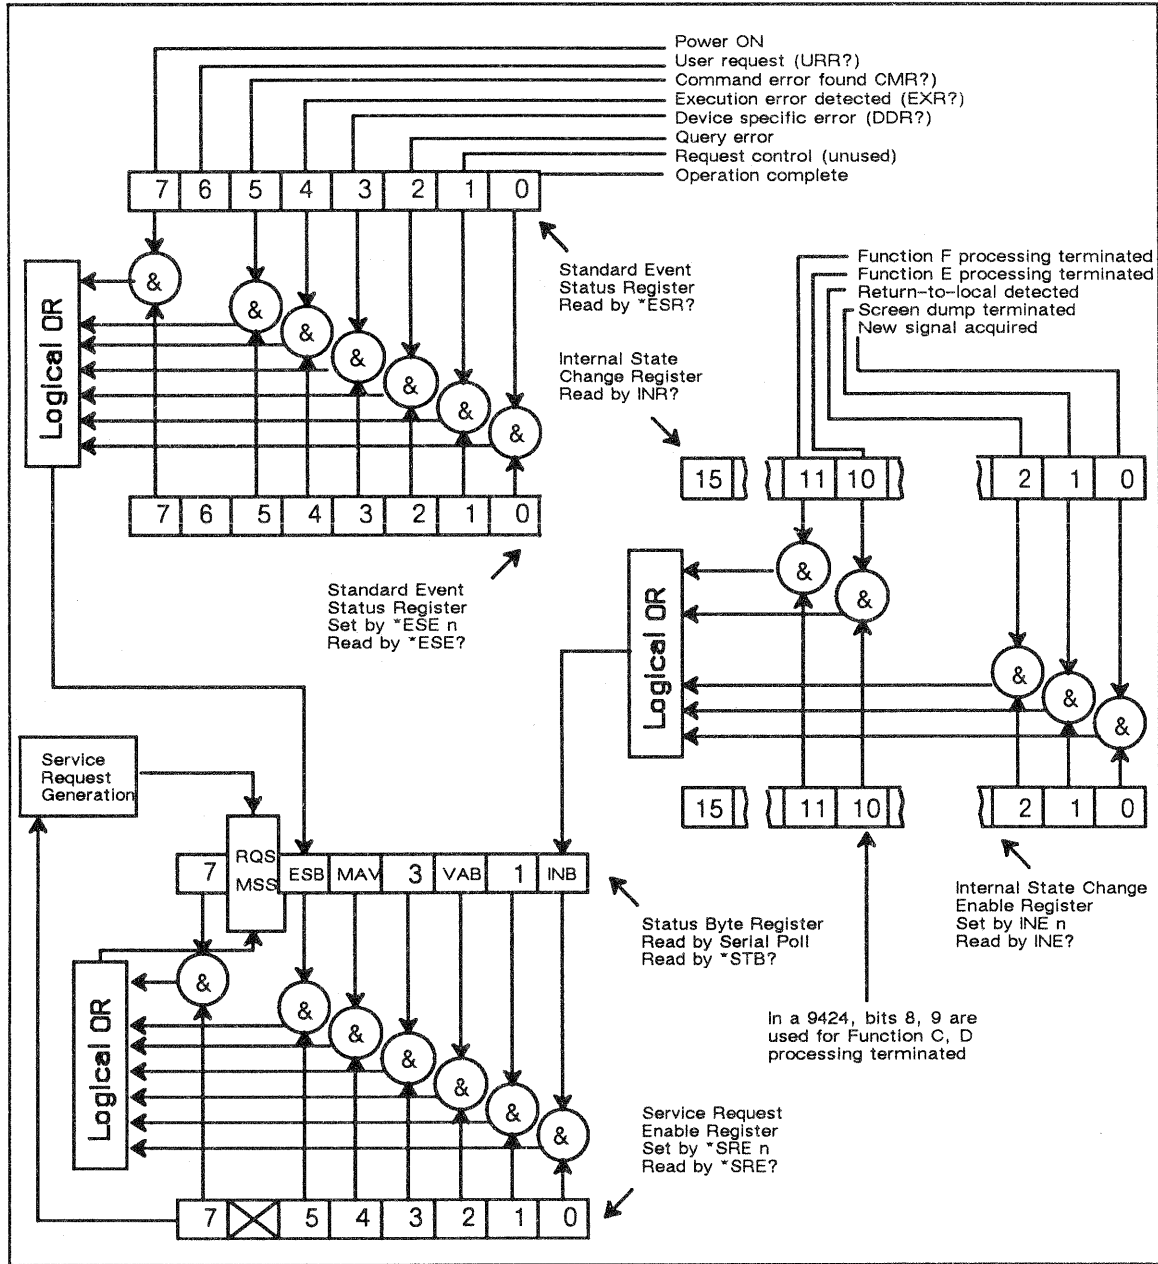 Power ON
User request (URR?)
Command error found CMR?)
Execution error detected (EXR?)
Device specific error (DDR?)
Query error
Request control (unused)
Operation complete
7 6 5 4 3 2 1 0
& & & & & & &
Logical OR
Standard Event
Status Register
Read by *ESR?
7 6 5 4 3 2 1 0
Standard Event
Status Register
Set by *ESE n
Read by *ESE?
Function F processing terminated
Function E processing terminated
Return-to-local detected
Screen dump terminated
New signal acquired
Internal State
Change Register
Read by INR?
15 11 10 2 1 0
& & & & &
Logical OR
15 11 10 2 1 0
Internal State Change
Enable Register
Set by INE n
Read by INE?
In a 9424, bits 8, 9 are
used for Function C, D
processing terminated
Service
Request
Generation
7 RQS MSS ESB MAV 3 VAB 1 INB
Status Byte Register
Read by Serial Poll
Read by *STB?
& & & & & & &
Logical OR
Service Request
Enable Register
Set by *SRE n
Read by *SRE?
7 5 4 3 2 1 0